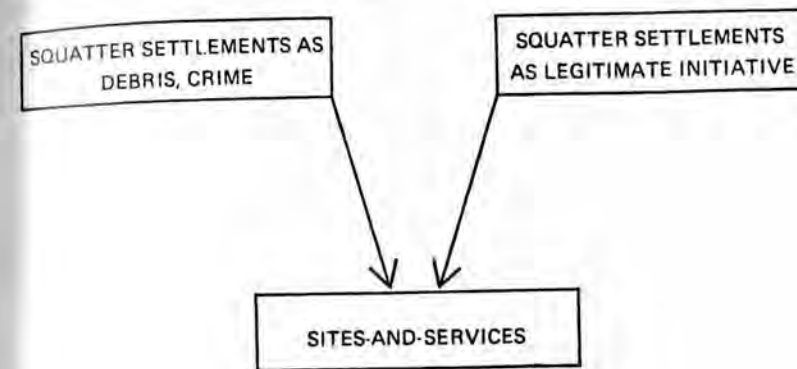 SQUATTER SETTLEMENTS AS
DEBRIS, CRIME
SQUATTER SETTLEMENTS
AS LEGITIMATE INITIATIVE
SITES-AND-SERVICES